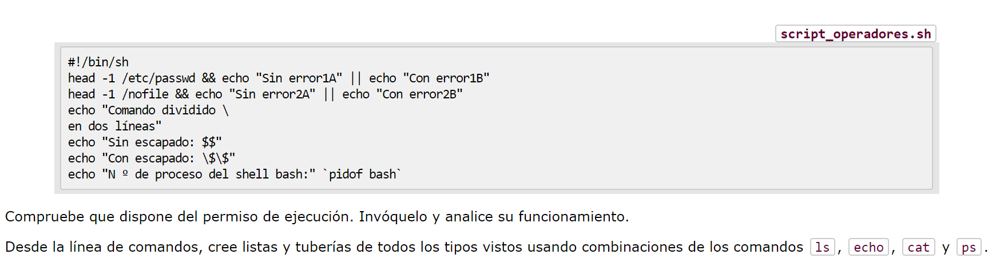 script_operadores.sh
#!/bin/sh
head -1 /etc/passwd && echo "Sin error1A" || echo "Con error1B"
head -1 /nofile && echo "Sin error2A" || echo "Con error2B"
echo "Comando dividido \
en dos líneas"
echo "Sin escapado: $$"
echo "Con escapado: \$\$"
echo "N º de proceso del shell bash:" `pidof bash`
Compruebe que dispone del permiso de ejecución. Invóquelo y analice su funcionamiento.
Desde la línea de comandos, cree listas y tuberías de todos los tipos vistos usando combinaciones de los comandos ls, echo, cat y ps.